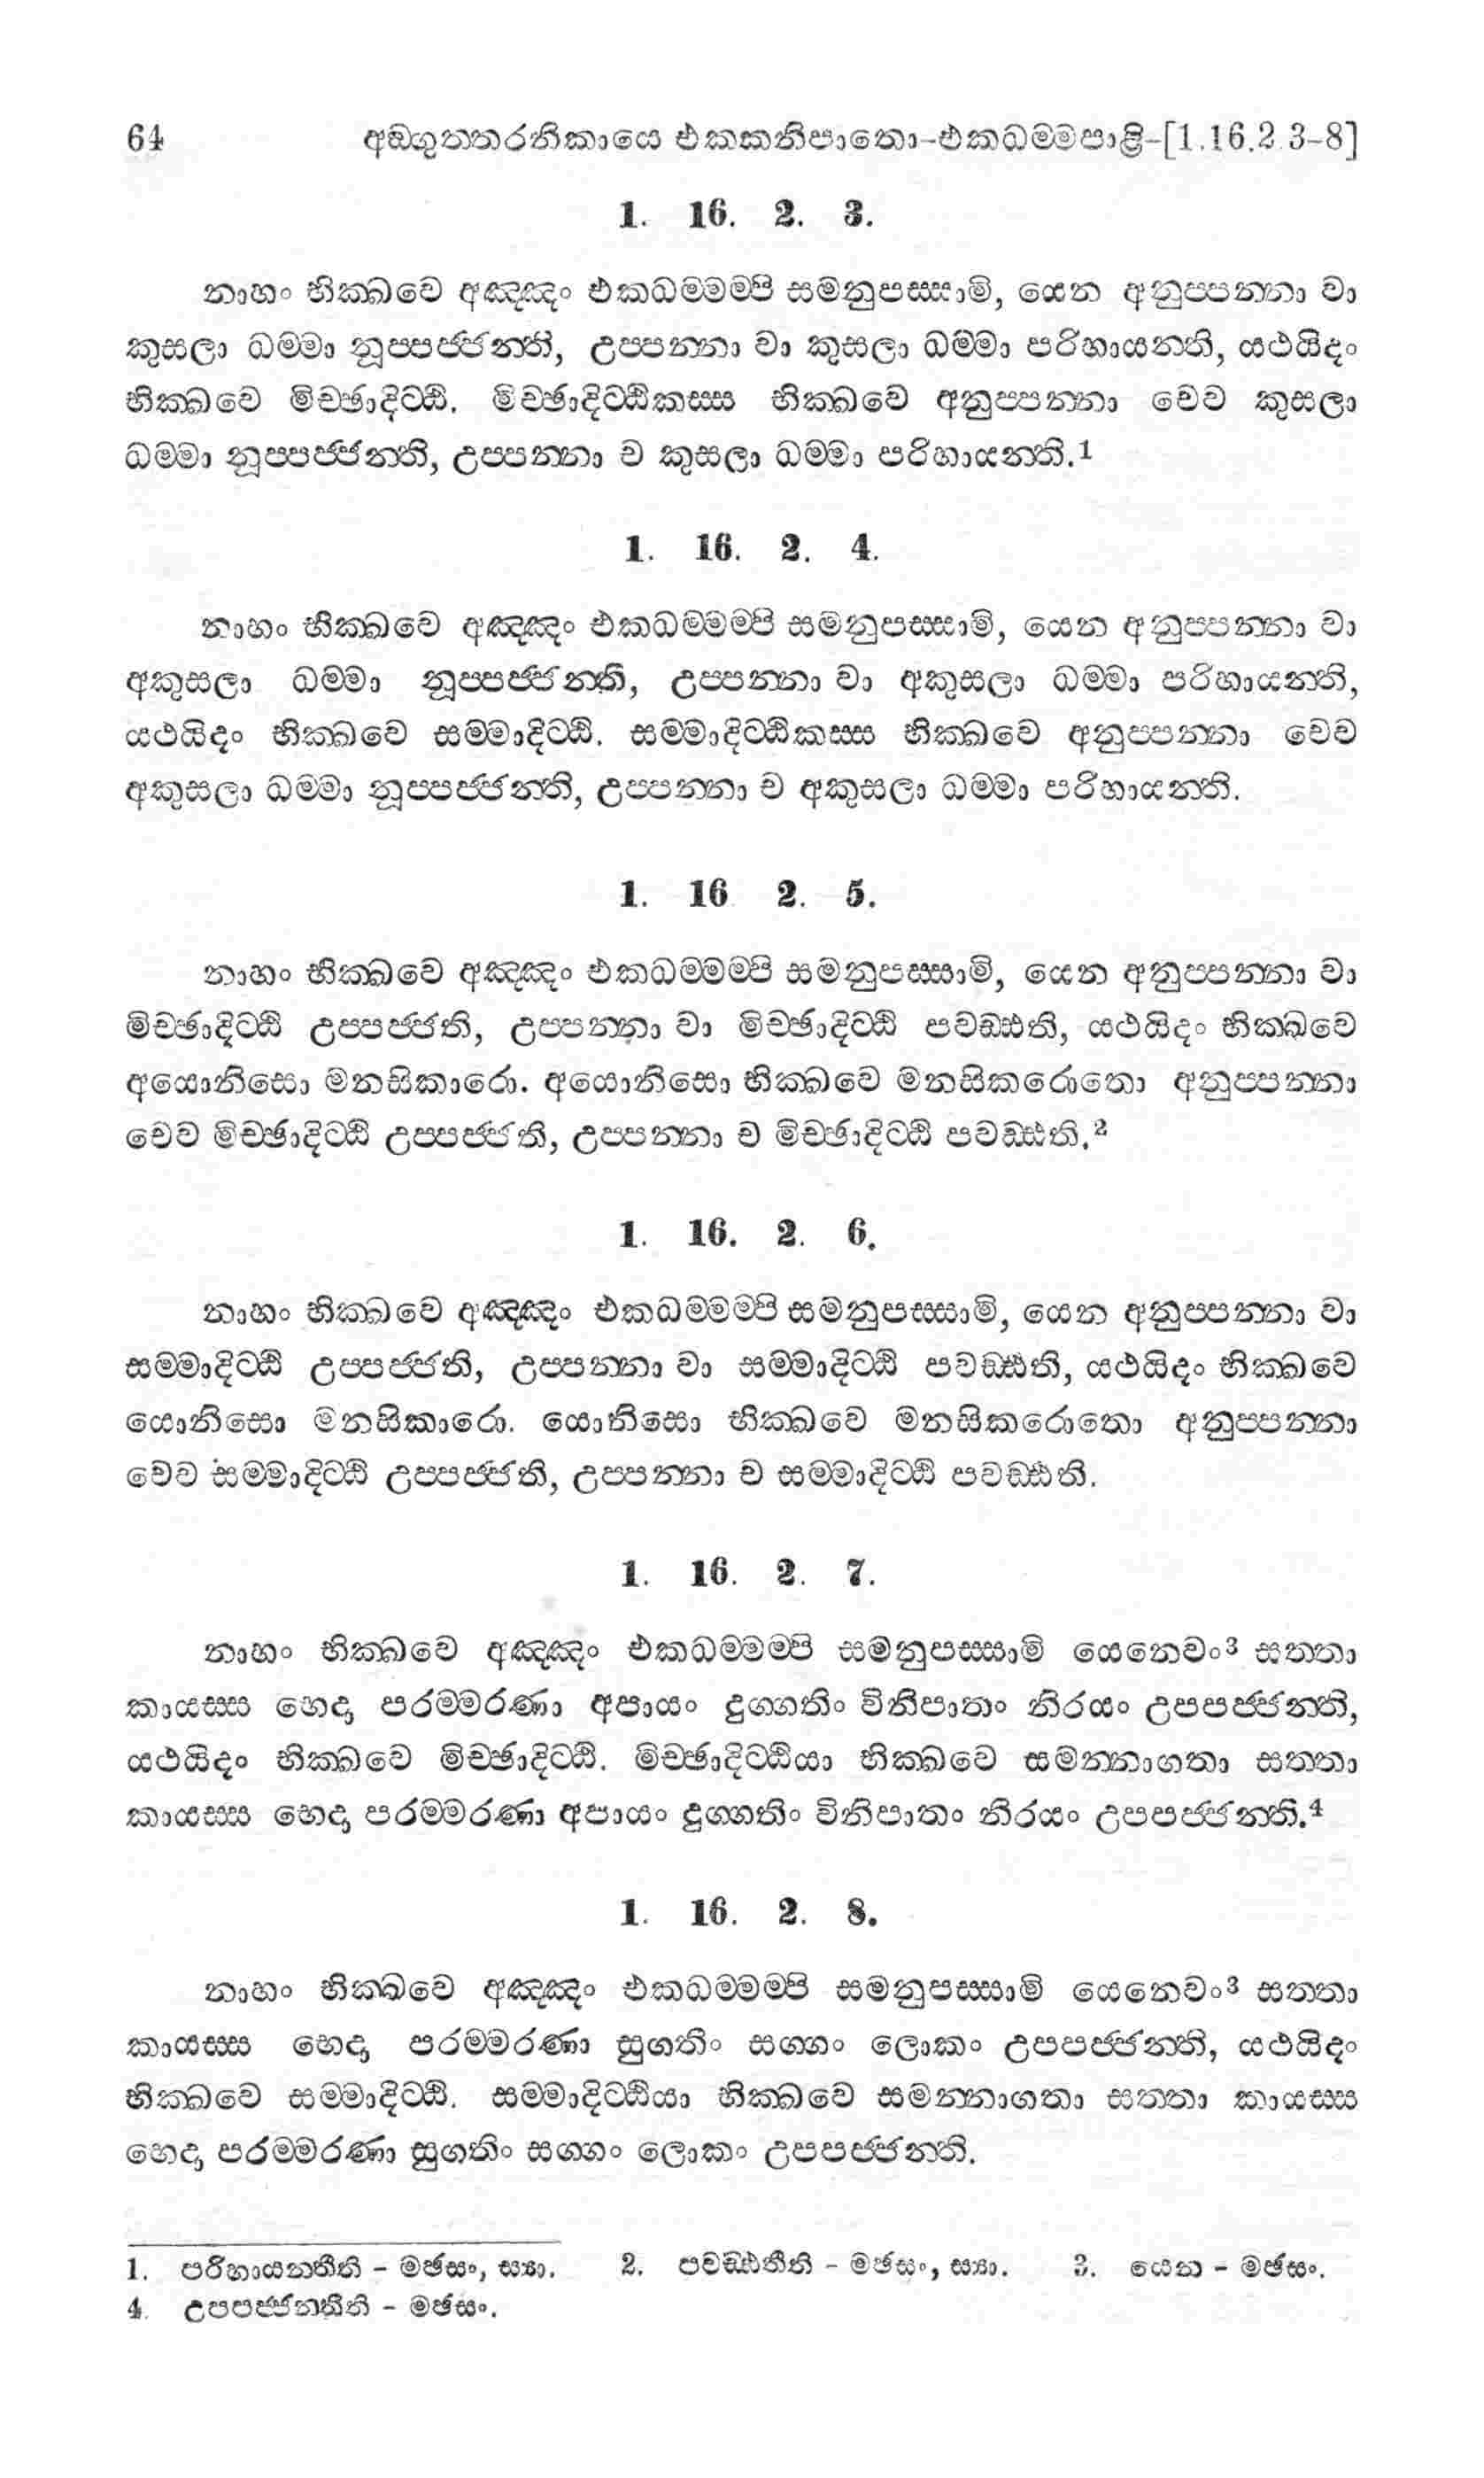 64 අඞ්ගුත්තරනිකායෙ එකකනිපාතො-එකධම්මපාළි-[1.16.2 3-8]
1. 16. 2. 3.
නාහං භික්ඛවෙ අඤ්ඤං එකධම්මම්පි සමනුපස්සාමි, යෙන අනුප්පන්නා වා
කුසලා ධම්මා නූප්පජ්ජන්ති, උප්පන්නා වා කුසලා ධම්මා පරිහායන්ති, යථයිදං
භික්ඛවෙ මිච්ඡාදිට්ඨි. මිච්ඡාදිට්ඨිකස්ස භික්ඛවෙ අනුප්පන්නා චෙව කුසලා
ධම්මා නූප්පජ්ජන්ති, උප්පන්නා ච කුසලා ධම්මා පරිහායන්ති.1
1. 16. 2. 4.
නාහං භික්ඛවෙ අඤ්ඤං එකධම්මම්පි සමනුපස්සාමි, යෙන අනුප්පන්නා වා
අකුසලා ධම්මා නූප්පජ්ජන්ති, උප්පන්නා වා අකුසලා ධම්මා පරිහායන්ති,
යථයිදං භික්ඛවෙ සම්මාදිට්ඨි. සම්මාදිට්ඨිකස්ස භික්ඛවෙ අනුප්පන්නා චෙව
අකුසලා ධම්මා නූප්පජ්ජන්ති, උප්පන්නා ච අකුසලා ධම්මා පරිහායන්ති.
1. 16 2. 5.
නාහං භික්ඛවෙ අඤ්ඤං එකධම්මම්පි සමනුපස්සාමි, යෙන අනුප්පන්නා වා
මිච්ඡාදිට්ඨි උප්පජ්ජති, උප්පන්නා වා මිච්ඡාදිට්ඨි පවඩ්ඪති, යථයිදං භික්ඛවෙ
අයොනිසො මනසිකාරො. අයොනිසො භික්ඛවෙ මනසිකරොතො අනුප්පන්නා
චෙව මිච්ඡාදිට්ඨි උප්පජ්ජති, උප්පන්නා ච මිච්ඡාදිට්ඨි පවඩ්ඪති.2
1. 16. 2. 6.
නාහං භික්ඛවෙ අඤ්ඤං එකධම්මම්පි සමනුපස්සාමි, යෙන අනුප්පන්නා වා
සම්මාදිට්ඨි උප්පජ්ජති, උප්පන්නා වා සම්මාදිට්ඨි පවඩ්ඪති, යථයිදං භික්ඛවෙ
යොනිසො මනසිකාරො. යොනිසො භික්ඛවෙ මනසිකරොතො අනුප්පන්නා
චෙව සම්මාදිට්ඨි උප්පජ්ජති, උප්පන්නා ච සම්මාදිට්ඨි පවඩ්ඪති.
1. 16. 2. 7.
නාහං භික්ඛවෙ අඤ්ඤං එකධම්මම්පි සමනුපස්සාමි යෙනෙවං3 සත්තා
කායස්ස භෙදා පරම්මරණා අපායං දුග්ගතිං විනිපාතං නිරයං උපපජ්ජන්ති,
යථයිදං භික්ඛවෙ මිච්ඡාදිට්ඨි. මිච්ඡාදිට්ඨියා භික්ඛවෙ සමන්නාගතා සත්තා
කායස්ස භෙදා පරම්මරණා අපායං දුග්ගතිං විනිපාතං නිරයං උපපජ්ජන්ති.4
1. 16. 2. 8.
නාහං භික්ඛවෙ අඤ්ඤං එකධම්මම්පි සමනුපස්සාමි යෙනෙවං3 සත්තා
කායස්ස භෙදා පරම්මරණා සුගතිං සග්ගං ලොකං උපපජ්ජන්ති, යථයිදං
භික්ඛවෙ සම්මාදිට්ඨි. සම්මාදිට්ඨියා භික්ඛවෙ සමන්නාගතා සත්තා කායස්ස
භෙදා පරම්මරණා සුගතිං සග්ගං ලොකං උපපජ්ජන්ති.
1. පරිහායන්තීති - මඡසං, ස්‍යා. 2. පවඩ්ඪතීති - මඡසං, ස්‍යා. 3. යෙන - මඡසං.
4. උපපජ්ජන්තීති - මඡසං.